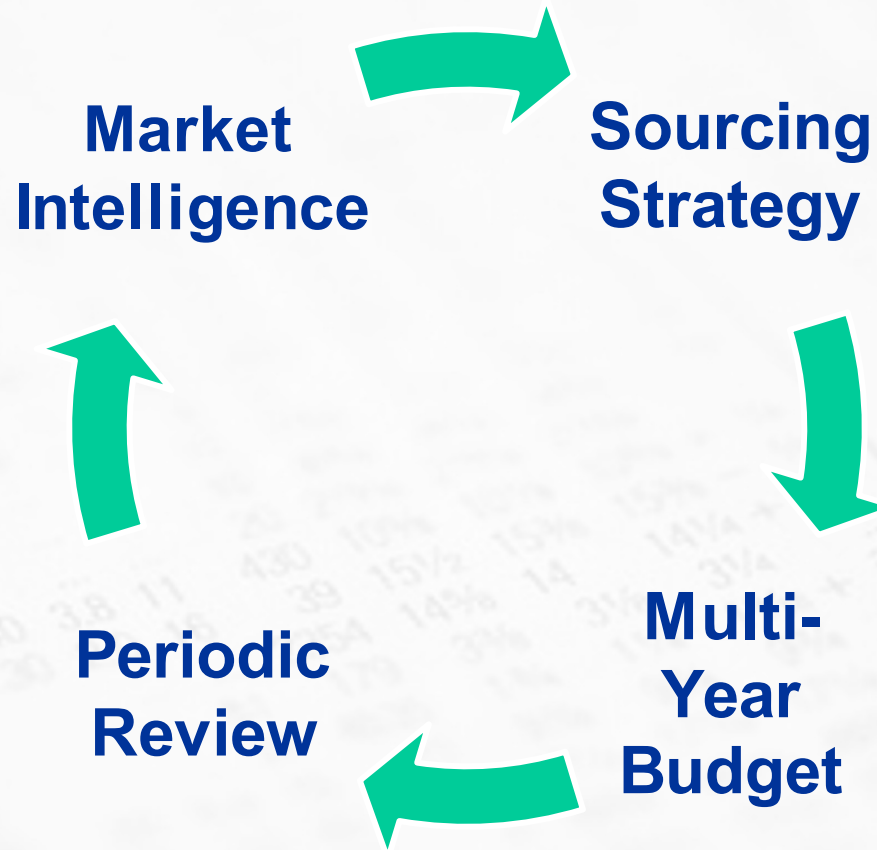 Market
Intelligence
Sourcing
Strategy
Multi-
Year
Budget
Periodic
Review